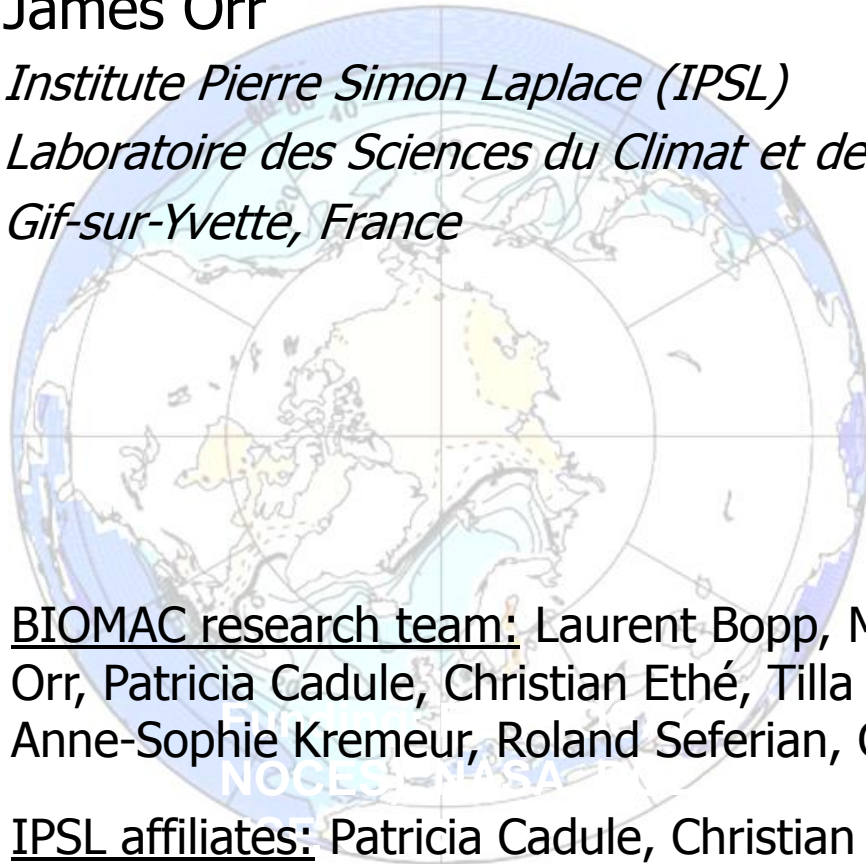 James Orr
Institute Pierre Simon Laplace (IPSL)
Laboratoire des Sciences du Climat et de
Gif-sur-Yvette, France
BIOMAC research team: Laurent Bopp,
Orr, Patricia Cadule, Christian Ethé, Tilla
Anne-Sophie Kremeur, Roland Seferian,
IPSL affiliates: Patricia Cadule, Christian